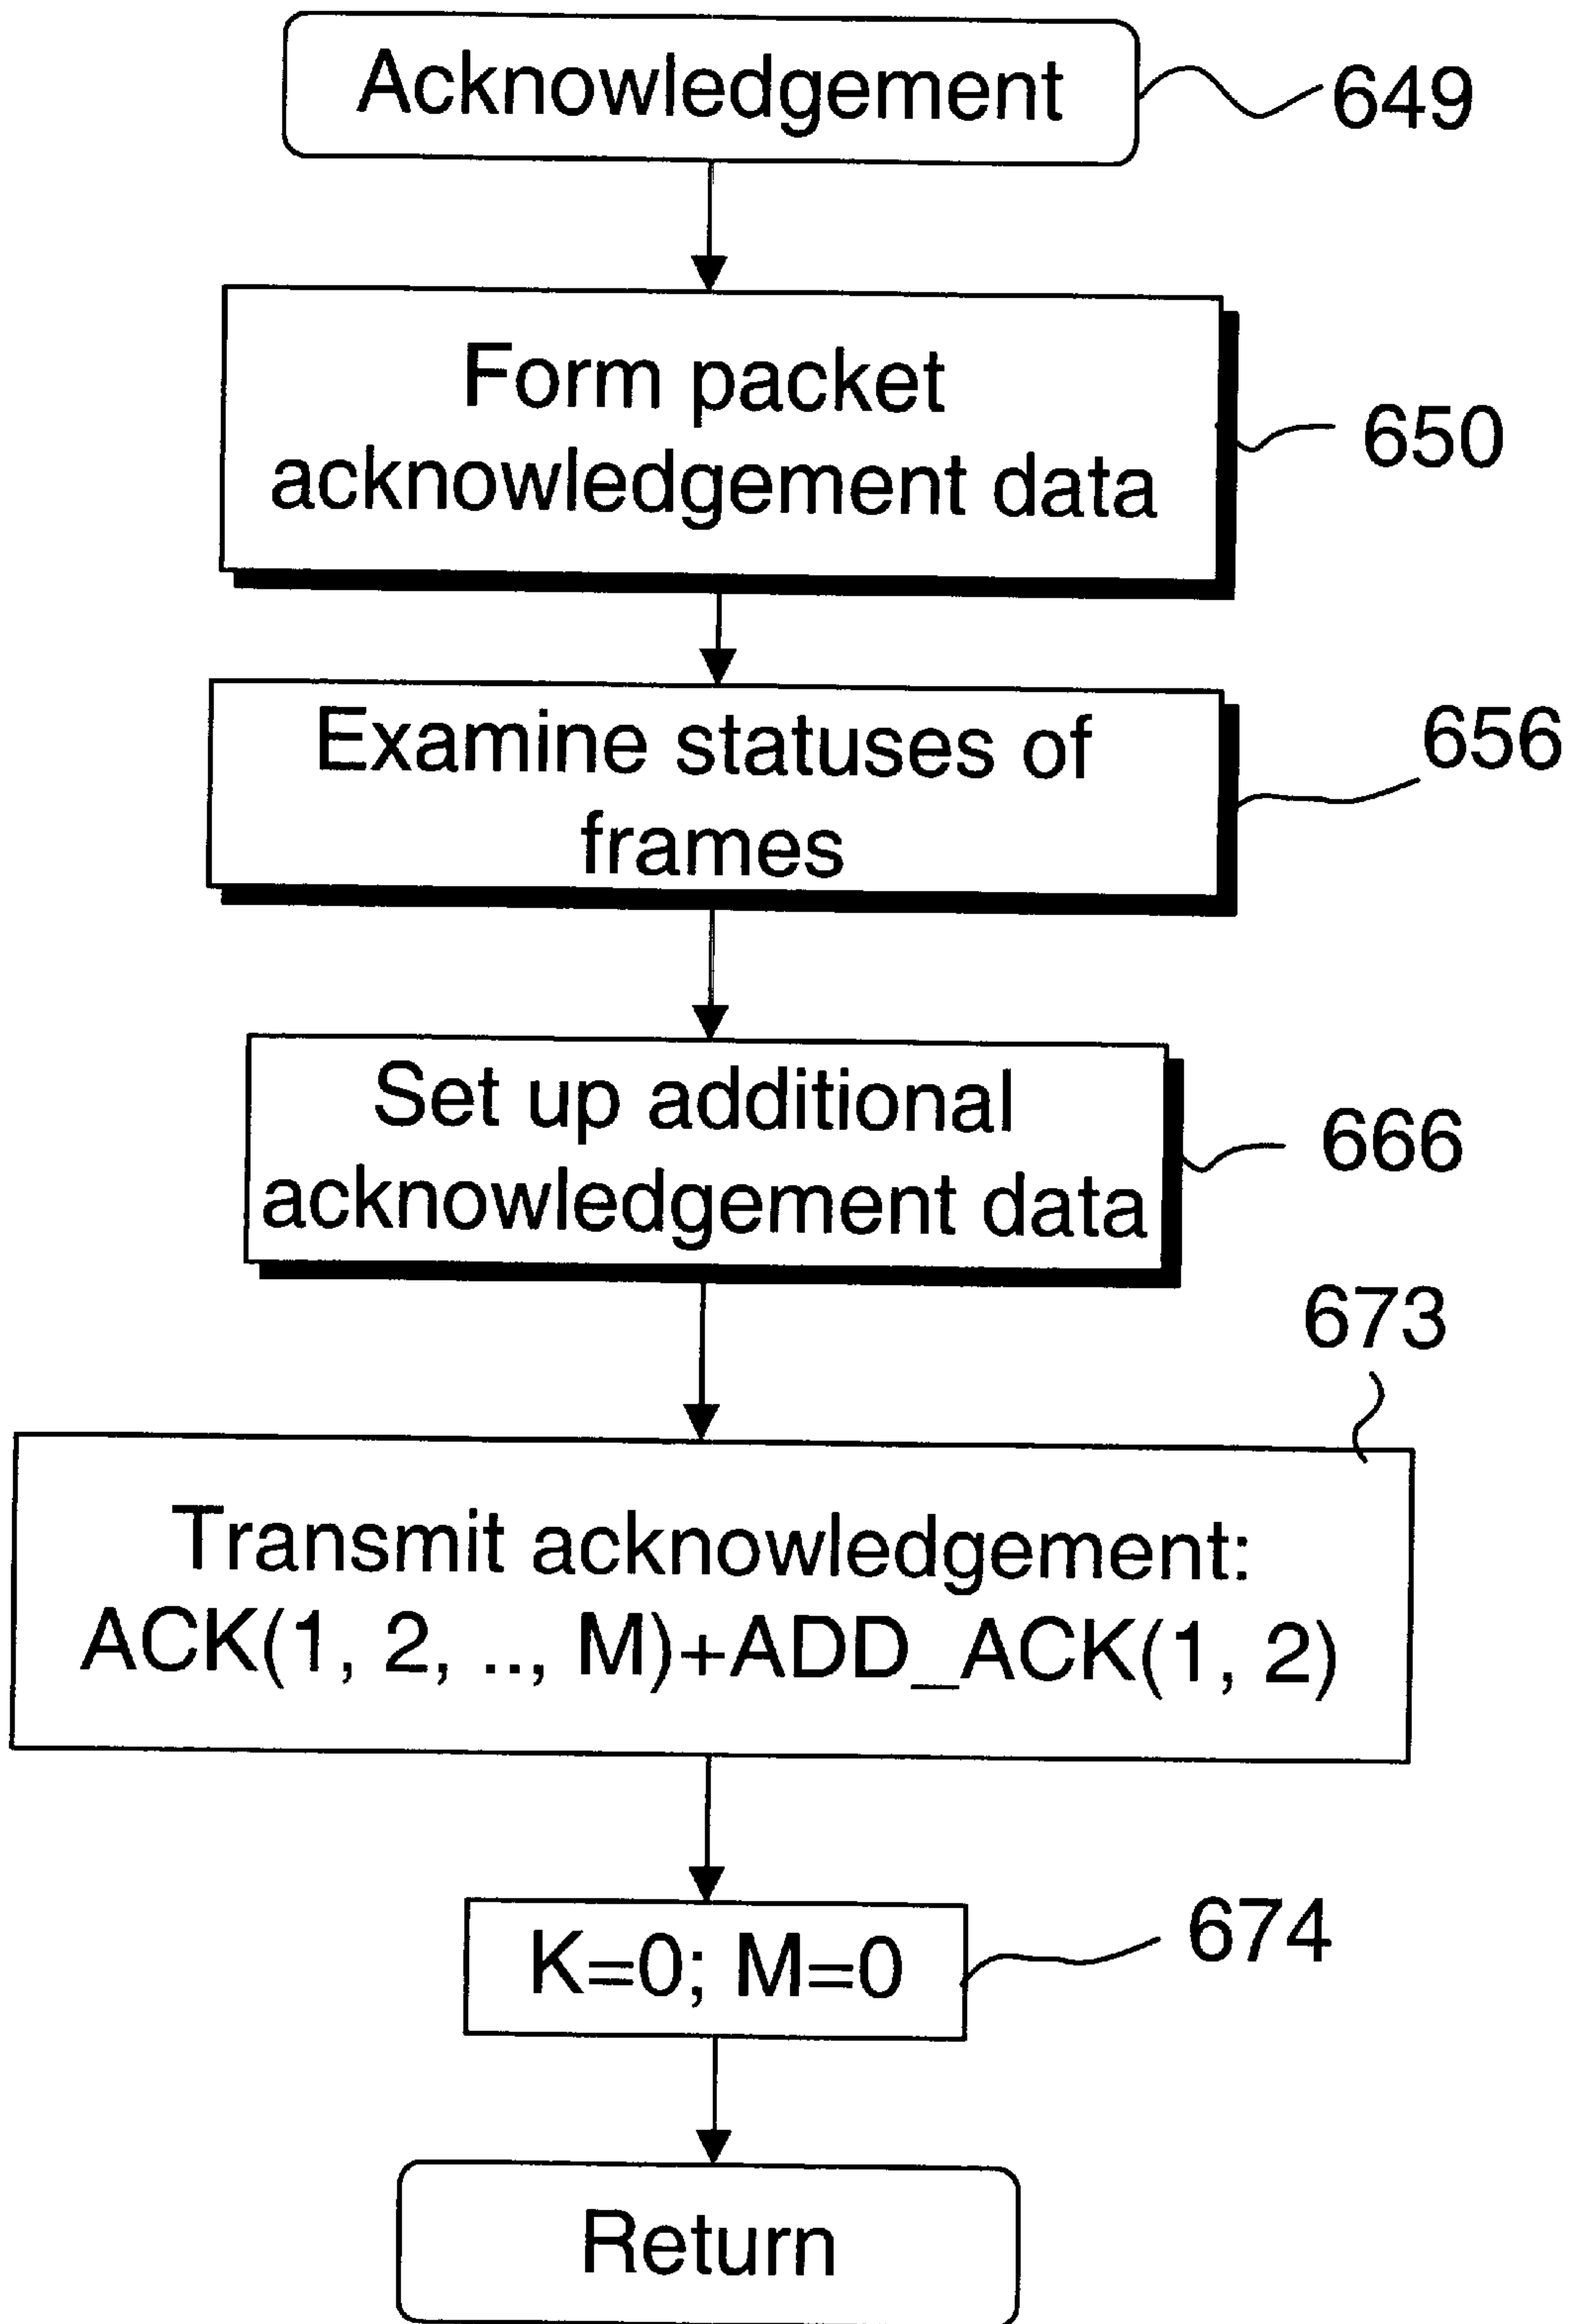 Acknowledgement
649
Form packet
acknowledgement data
650
Examine statuses of
frames
656
Set up additional
acknowledgement data
666
673
Transmit acknowledgement:
ACK(1, 2, .., M)+ADD_ACK(1, 2)
K=0; M=0
674
Return